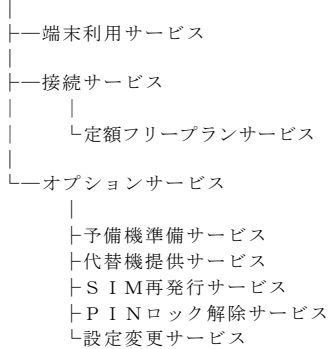 端末利用サービス
接続サービス
定額フリープランサービス
オプションサービス
予備機準備サービス
代替機提供サービス
ＳＩＭ再発行サービス
ＰＩＮロック解除サービス
設定変更サービス